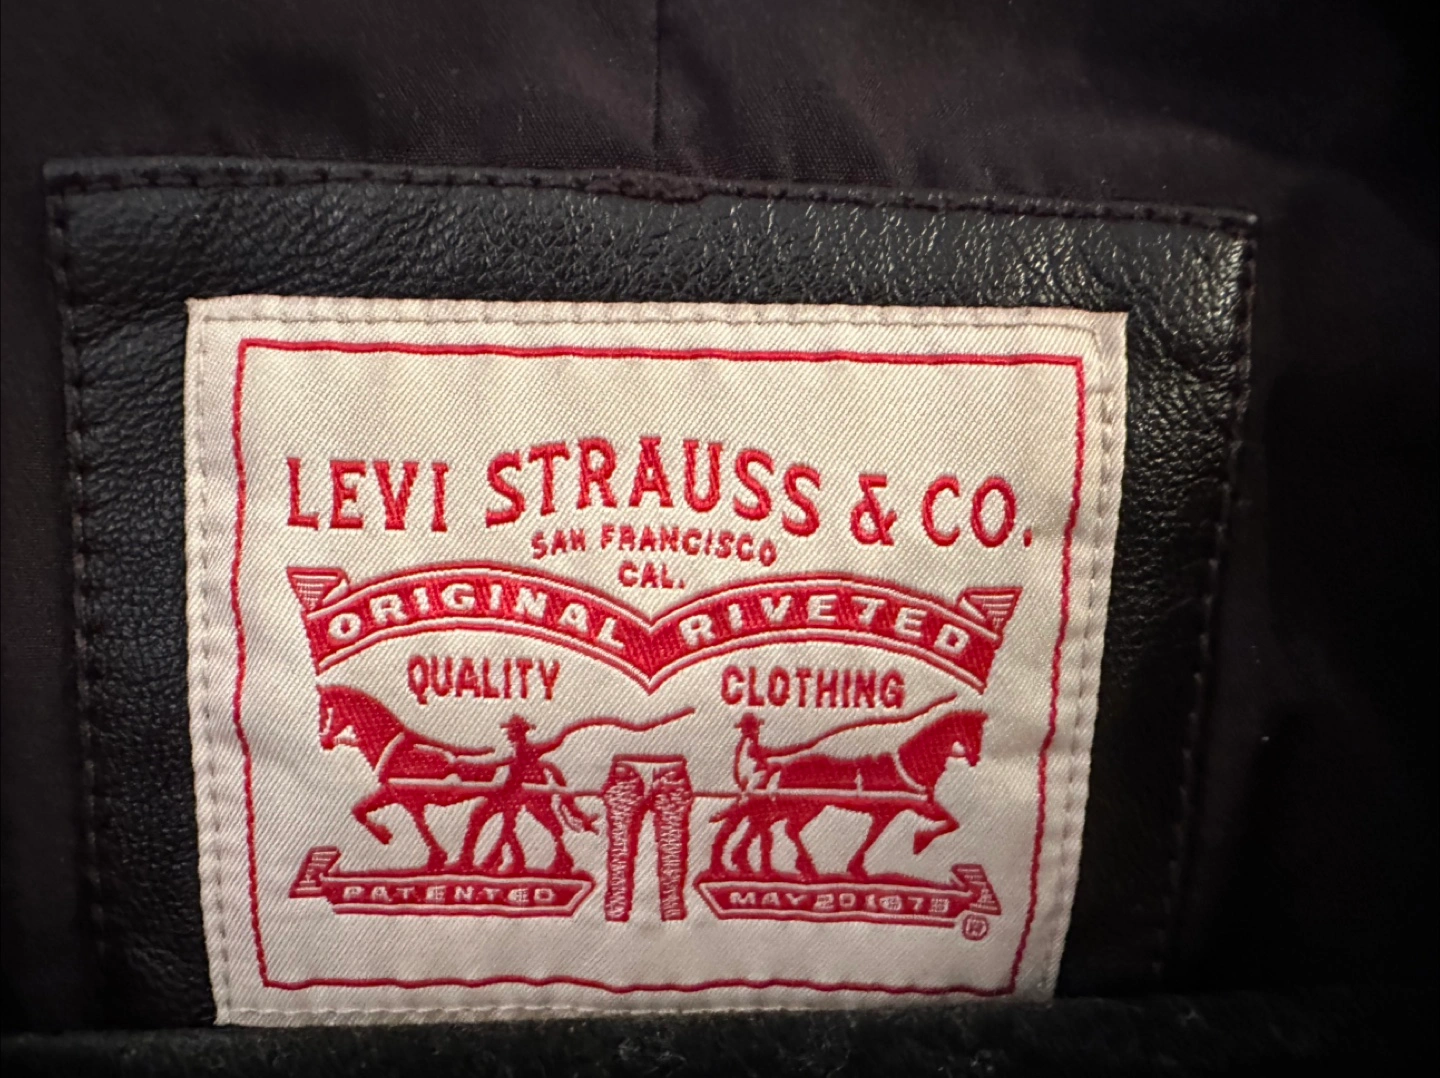 LEVI STRAUSS & CO.
SAN FRANCISCO
CAL.
ORIGINAL RIVETED
QUALITY CLOTHING
PATENTED MAY 20 1873
®